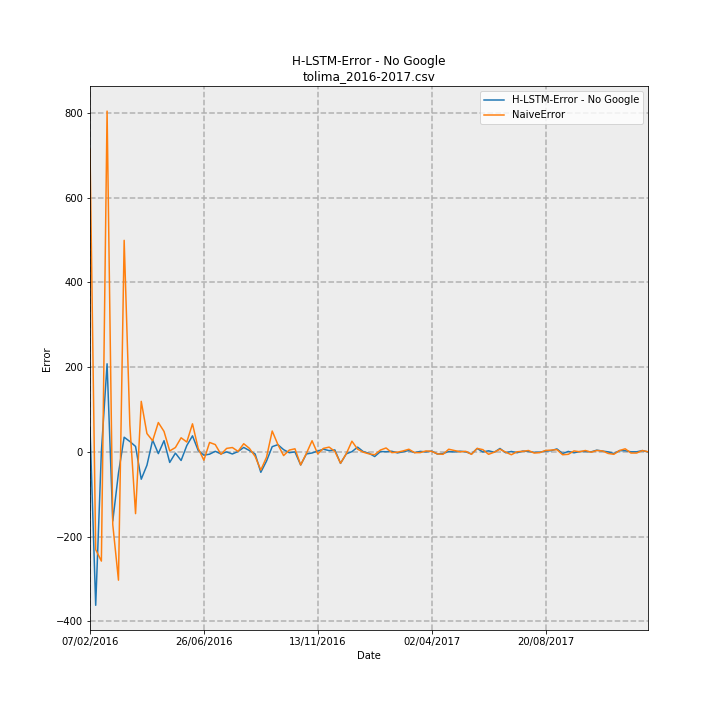 H-LSTM-Error - No Google
tolima_2016-2017.csv
H-LSTM-Error - No Google
NaiveError
800
600
400
200
0
−200
−400
Error
07/02/2016 26/06/2016 13/11/2016 02/04/2017 20/08/2017
Date